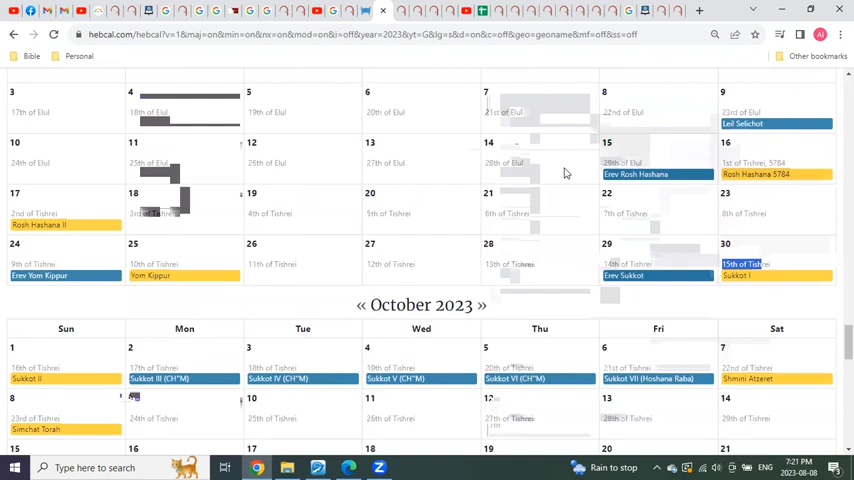 hebcal.com/hebcal?v=1&maj=on&min=on&nx=on&mod=on&i=off&year=2023&yt=G&lg=s&d=on&c=off&geo=geoname&mf=off&ss=off
AI
Bible
Personal
Other bookmarks
3 4 5 6 7 8 9
17th of Elul 18th of Elul 19th of Elul 20th of Elul 21st of Elul 22nd of Elul 23rd of Elul
Leil Selichot
10 11 12 13 14 15 16
24th of Elul 25th of Elul 26th of Elul 27th of Elul 28th of Elul 29th of Elul 1st of Tishrei, 5784
Erev Rosh Hashana Rosh Hashana 5784
17 18 19 20 21 22 23
2nd of Tishrei 3rd of Tishrei 4th of Tishrei 5th of Tishrei 6th of Tishrei 7th of Tishrei 8th of Tishrei
Rosh Hashana II
24 25 26 27 28 29 30
9th of Tishrei 10th of Tishrei 11th of Tishrei 12th of Tishrei 13th of Tishrei 14th of Tishrei 15th of Tishrei
Erev Yom Kippur Yom Kippur Erev Sukkot Sukkot I
« October 2023 »
Sun Mon Tue Wed Thu Fri Sat
1 2 3 4 5 6 7
16th of Tishrei 17th of Tishrei 18th of Tishrei 19th of Tishrei 20th of Tishrei 21st of Tishrei 22nd of Tishrei
Sukkot II Sukkot III (CH''M) Sukkot IV (CH''M) Sukkot V (CH''M) Sukkot VI (CH''M) Sukkot VII (Hoshana Raba) Shmini Atzeret
8 10 11 12 13 14
23rd of Tishrei 24th of Tishrei 25th of Tishrei 26th of Tishrei 27th of Tishrei 28th of Tishrei 29th of Tishrei
Simchat Torah
15 16 17 18 19 20 21
Type here to search
Rain to stop
ENG
7:21 PM
2023-08-08
3